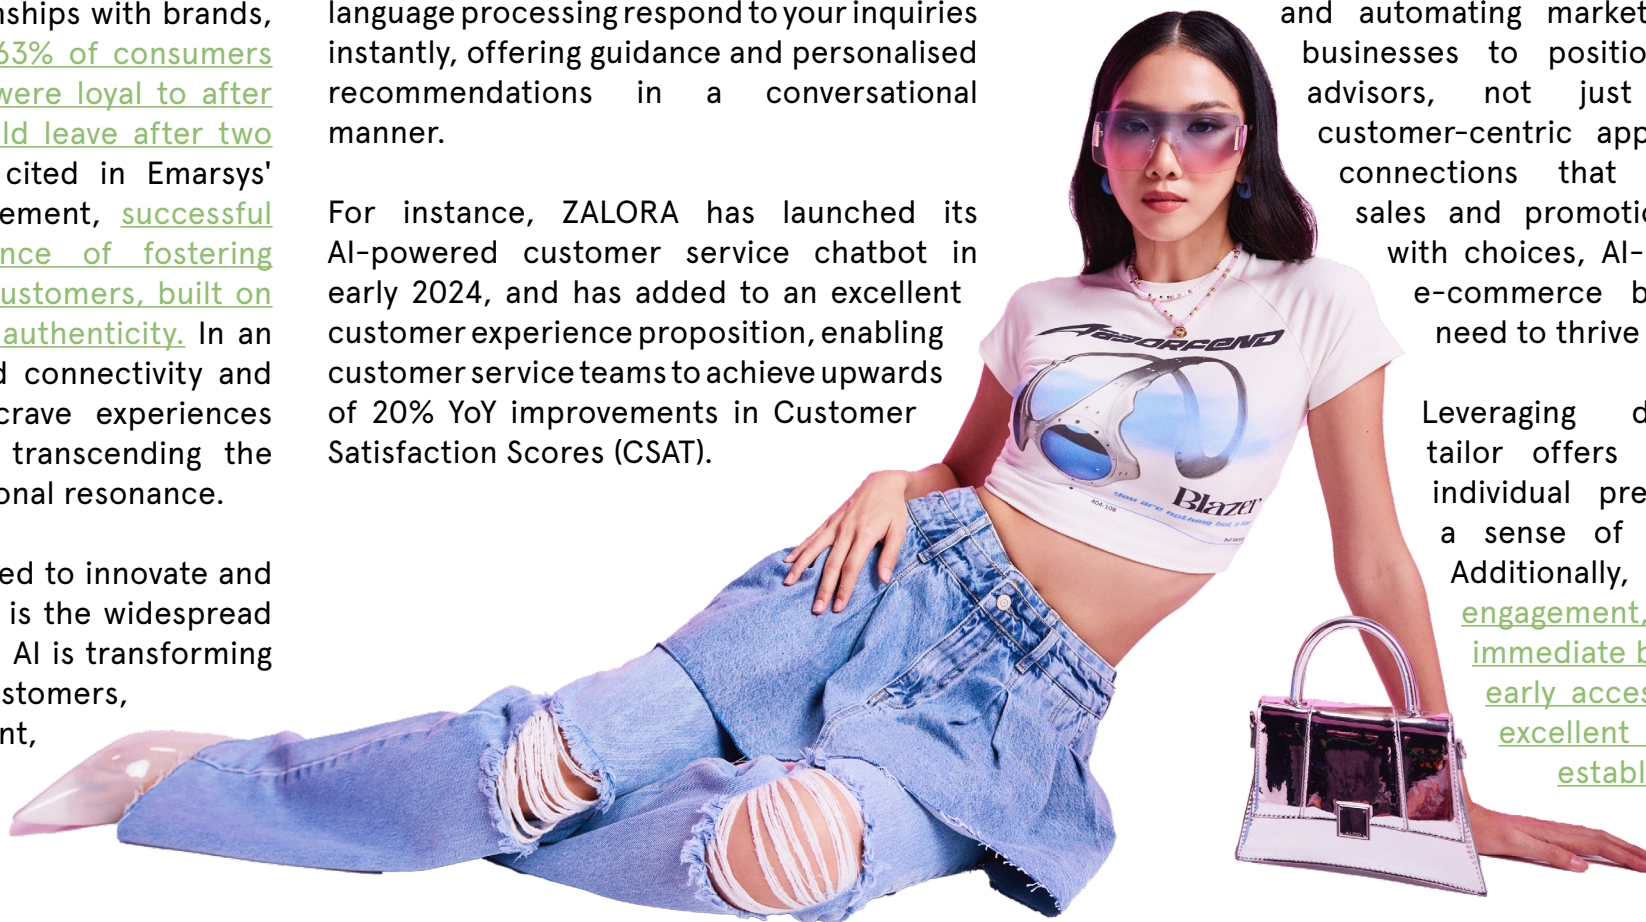 nships with brands,
63% of consumers
were loyal to after
ld leave after two
cited in Emarsys'
ement, successful
nce of fostering
ustomers, built on
authenticity. In an
d connectivity and
crave experiences
transcending the
onal resonance.
ed to innovate and
is the widespread
AI is transforming
stomers,
nt,
language processing respond to your inquiries
instantly, offering guidance and personalised
recommendations in a conversational
manner.
For instance, ZALORA has launched its
AI-powered customer service chatbot in
early 2024, and has added to an excellent
customer experience proposition, enabling
customer service teams to achieve upwards
of 20% YoY improvements in Customer
Satisfaction Scores (CSAT).
and automating market
businesses to positio
advisors, not just
customer-centric app
connections that
sales and promotio
with choices, AI-
e-commerce b
need to thrive
Leveraging d
tailor offers
individual pre
a sense of
Additionally,
engagement,
immediate b
early acces
excellent
establ
Blazer
you are nothing but a
404-108
ALDO